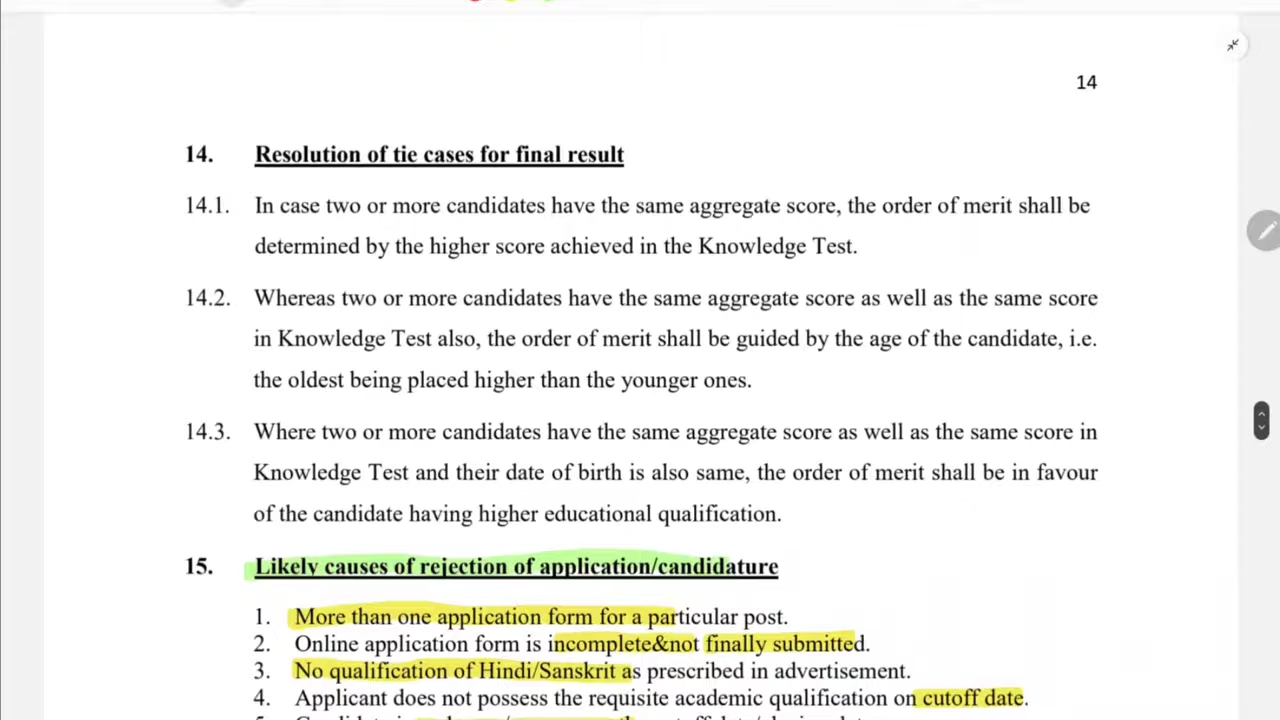 14
14. Resolution of tie cases for final result
14.1. In case two or more candidates have the same aggregate score, the order of merit shall be
determined by the higher score achieved in the Knowledge Test.
14.2. Whereas two or more candidates have the same aggregate score as well as the same score
in Knowledge Test also, the order of merit shall be guided by the age of the candidate, i.e.
the oldest being placed higher than the younger ones.
14.3. Where two or more candidates have the same aggregate score as well as the same score in
Knowledge Test and their date of birth is also same, the order of merit shall be in favour
of the candidate having higher educational qualification.
15. Likely causes of rejection of application/candidature
1. More than one application form for a particular post.
2. Online application form is incomplete&not finally submitted.
3. No qualification of Hindi/Sanskrit as prescribed in advertisement.
4. Applicant does not possess the requisite academic qualification on cutoff date.